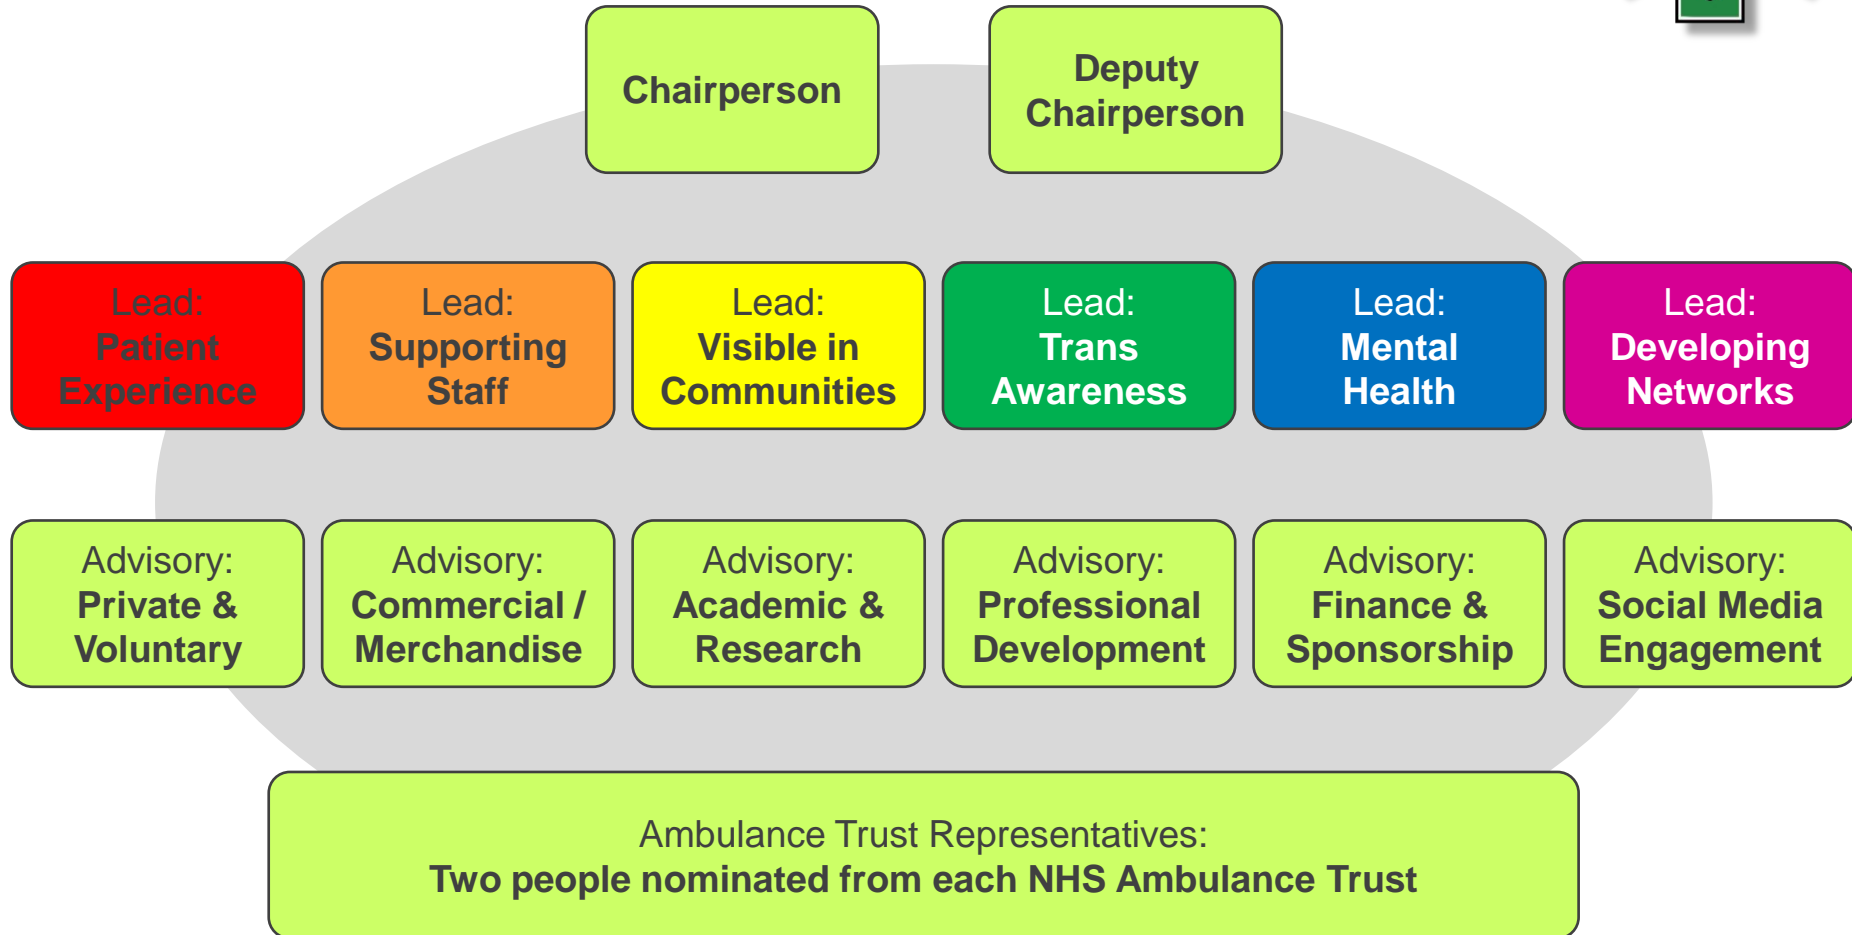 Chairperson
Deputy
Chairperson
Lead:
Patient
Experience
Lead:
Supporting
Staff
Lead:
Visible in
Communities
Lead:
Trans
Awareness
Lead:
Mental
Health
Lead:
Developing
Networks
Advisory:
Private &
Voluntary
Advisory:
Commercial /
Merchandise
Advisory:
Academic &
Research
Advisory:
Professional
Development
Advisory:
Finance &
Sponsorship
Advisory:
Social Media
Engagement
Ambulance Trust Representatives:
Two people nominated from each NHS Ambulance Trust